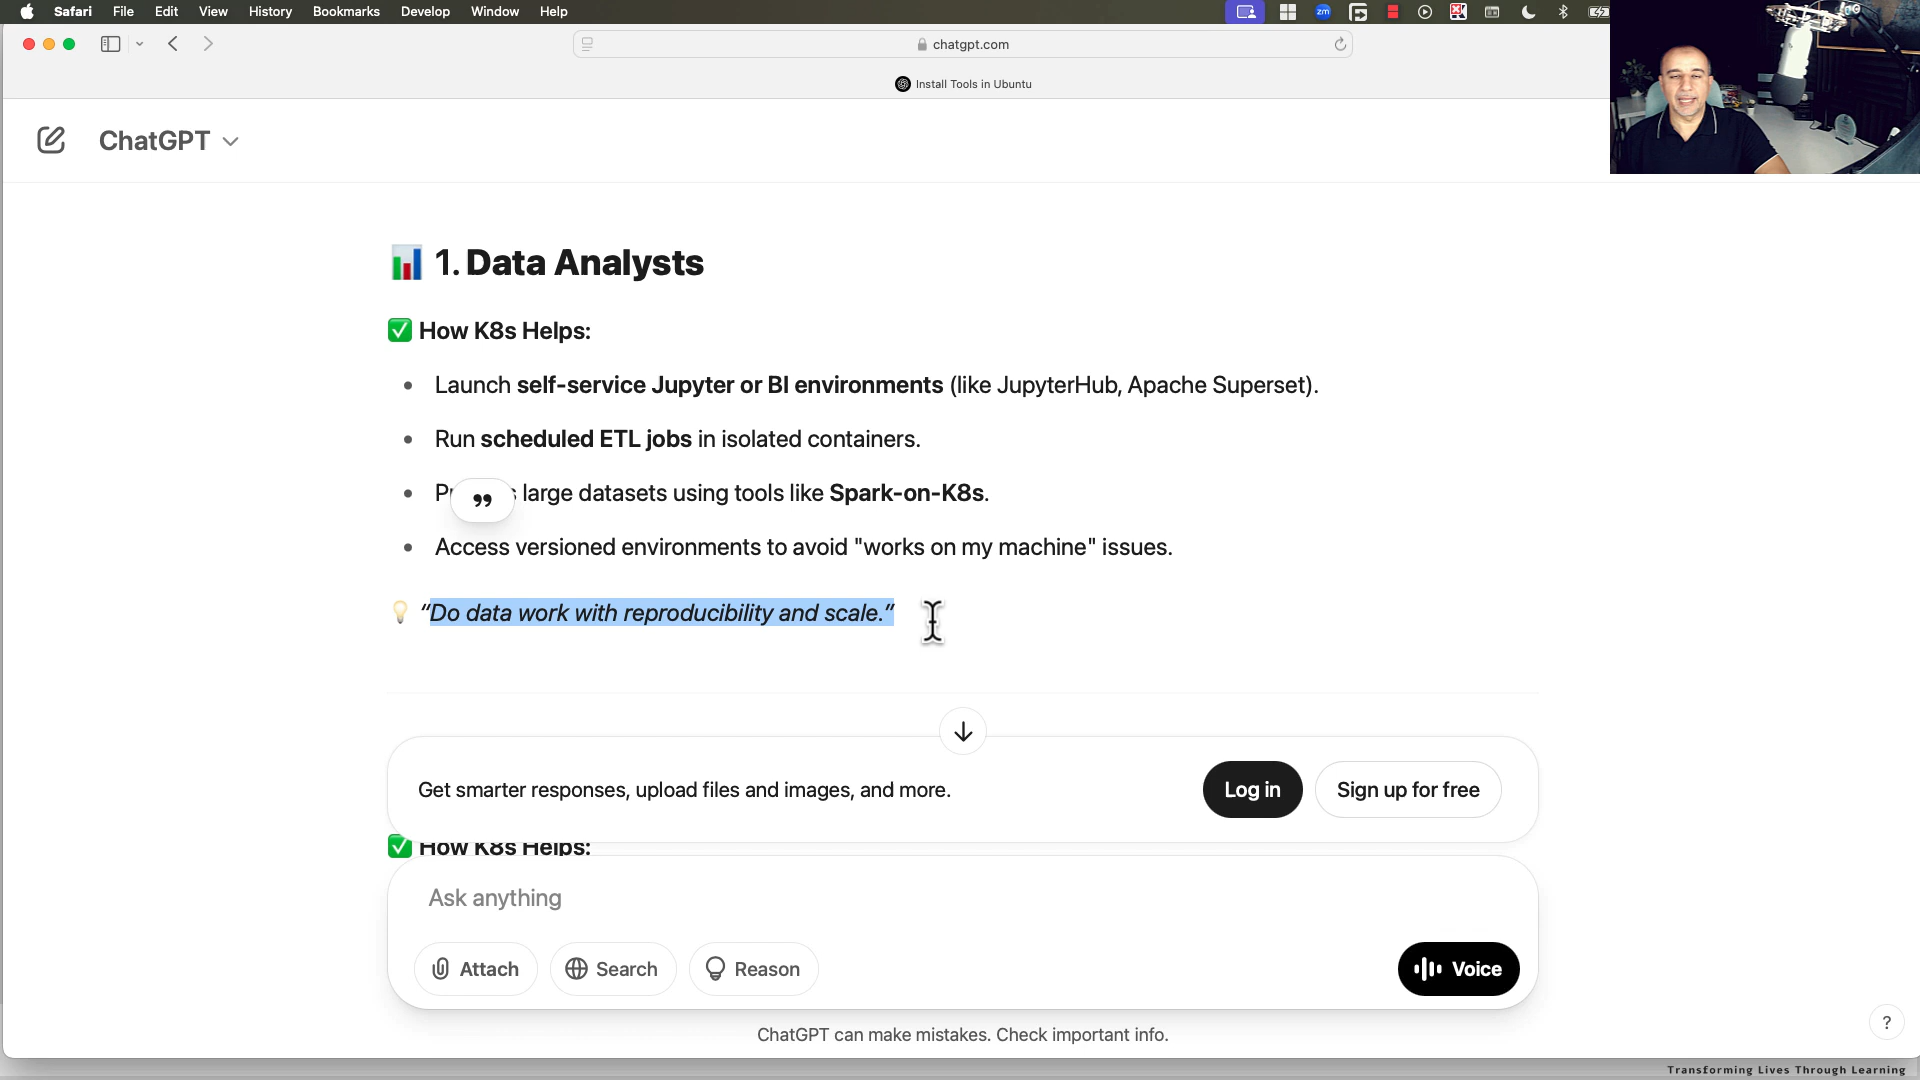 Safari File Edit View History Bookmarks Develop Window Help
zm
chatgpt.com
Install Tools in Ubuntu
ChatGPT
1. Data Analysts
How K8s Helps:
Launch self-service Jupyter or BI environments (like JupyterHub, Apache Superset).
Run scheduled ETL jobs in isolated containers.
large datasets using tools like Spark-on-K8s.
Access versioned environments to avoid "works on my machine" issues.
“Do data work with reproducibility and scale.”
Get smarter responses, upload files and images, and more.
Log in
Sign up for free
How K8s Helps:
Ask anything
Attach
Search
Reason
Voice
ChatGPT can make mistakes. Check important info.
?
Transforming Lives Through Learning